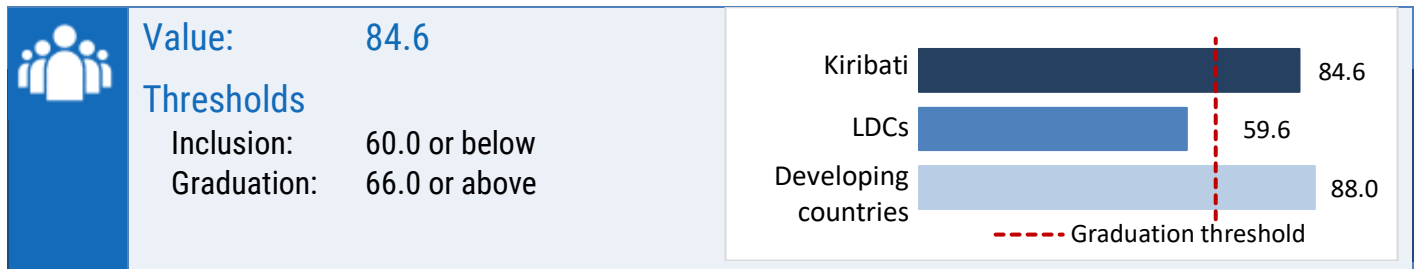 Value: 84.6
Thresholds
Inclusion: 60.0 or below
Graduation: 66.0 or above
Kiribati 84.6
LDCs 59.6
Developing
countries 88.0
Graduation threshold